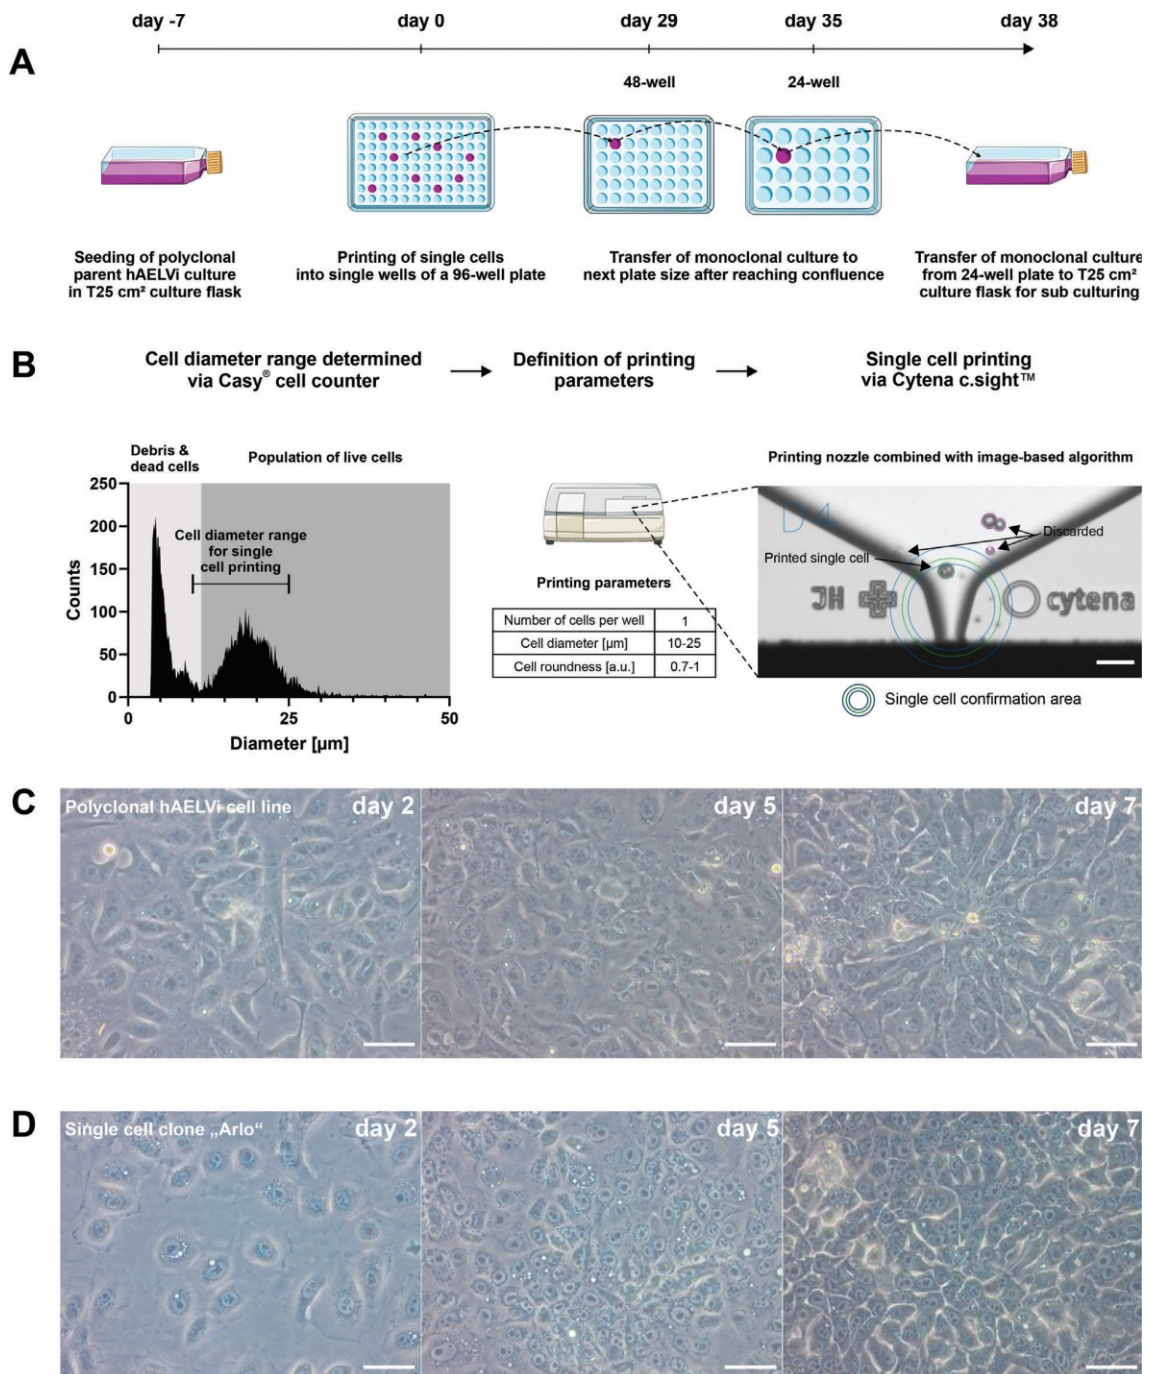 day -7
day 0
day 29
day 35
day 38
A
48-well
24-well
Seeding of polyclonal
parent hAELVi culture
in T25 cm² culture flask
Printing of single cells
into single wells of a 96-well plate
Transfer of monoclonal culture to
next plate size after reaching confluence
Transfer of monoclonal culture
from 24-well plate to T25 cm²
culture flask for sub culturing
B
Cell diameter range determined
via Casy® cell counter
Definition of printing
parameters
Single cell printing
via Cytena c.sight™
Debris &
dead cells
Population of live cells
Cell diameter range
for single
cell printing
Counts
250
200
150
100
50
0
0
25
50
Diameter [µm]
Printing parameters
Number of cells per well 1
Cell diameter [µm] 10-25
Cell roundness [a.u.] 0.7-1
Printing nozzle combined with image-based algorithm
D4
Discarded
Printed single cell
JH
cytena
Single cell confirmation area
C
Polyclonal hAELVi cell line
day 2
day 5
day 7
D
Single cell clone „Arlo“
day 2
day 5
day 7